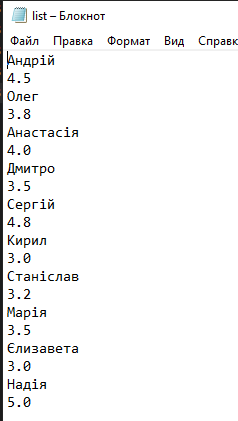 list – Блокнот
Файл Правка Формат Вид Справк
Андрій
4.5
Олег
3.8
Анастасія
4.0
Дмитро
3.5
Сергій
4.8
Кирил
3.0
Станіслав
3.2
Марія
3.5
Єлизавета
3.0
Надія
5.0